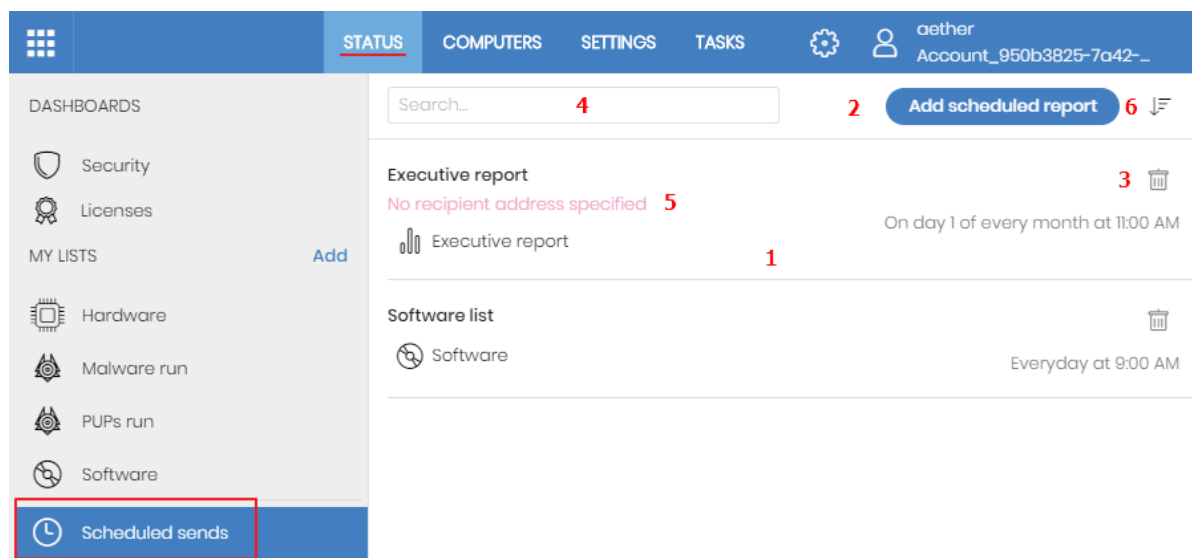 STATUS COMPUTERS SETTINGS TASKS aether
Account_950b3825-7a42-...
DASHBOARDS
Security
Licenses
MY LISTS Add
Hardware
Malware run
PUPs run
Software
Scheduled sends
Search... 4 2 Add scheduled report 6
Executive report 3
No recipient address specified 5
On day 1 of every month at 11:00 AM
Executive report
1
Software list
Software
Everyday at 9:00 AM